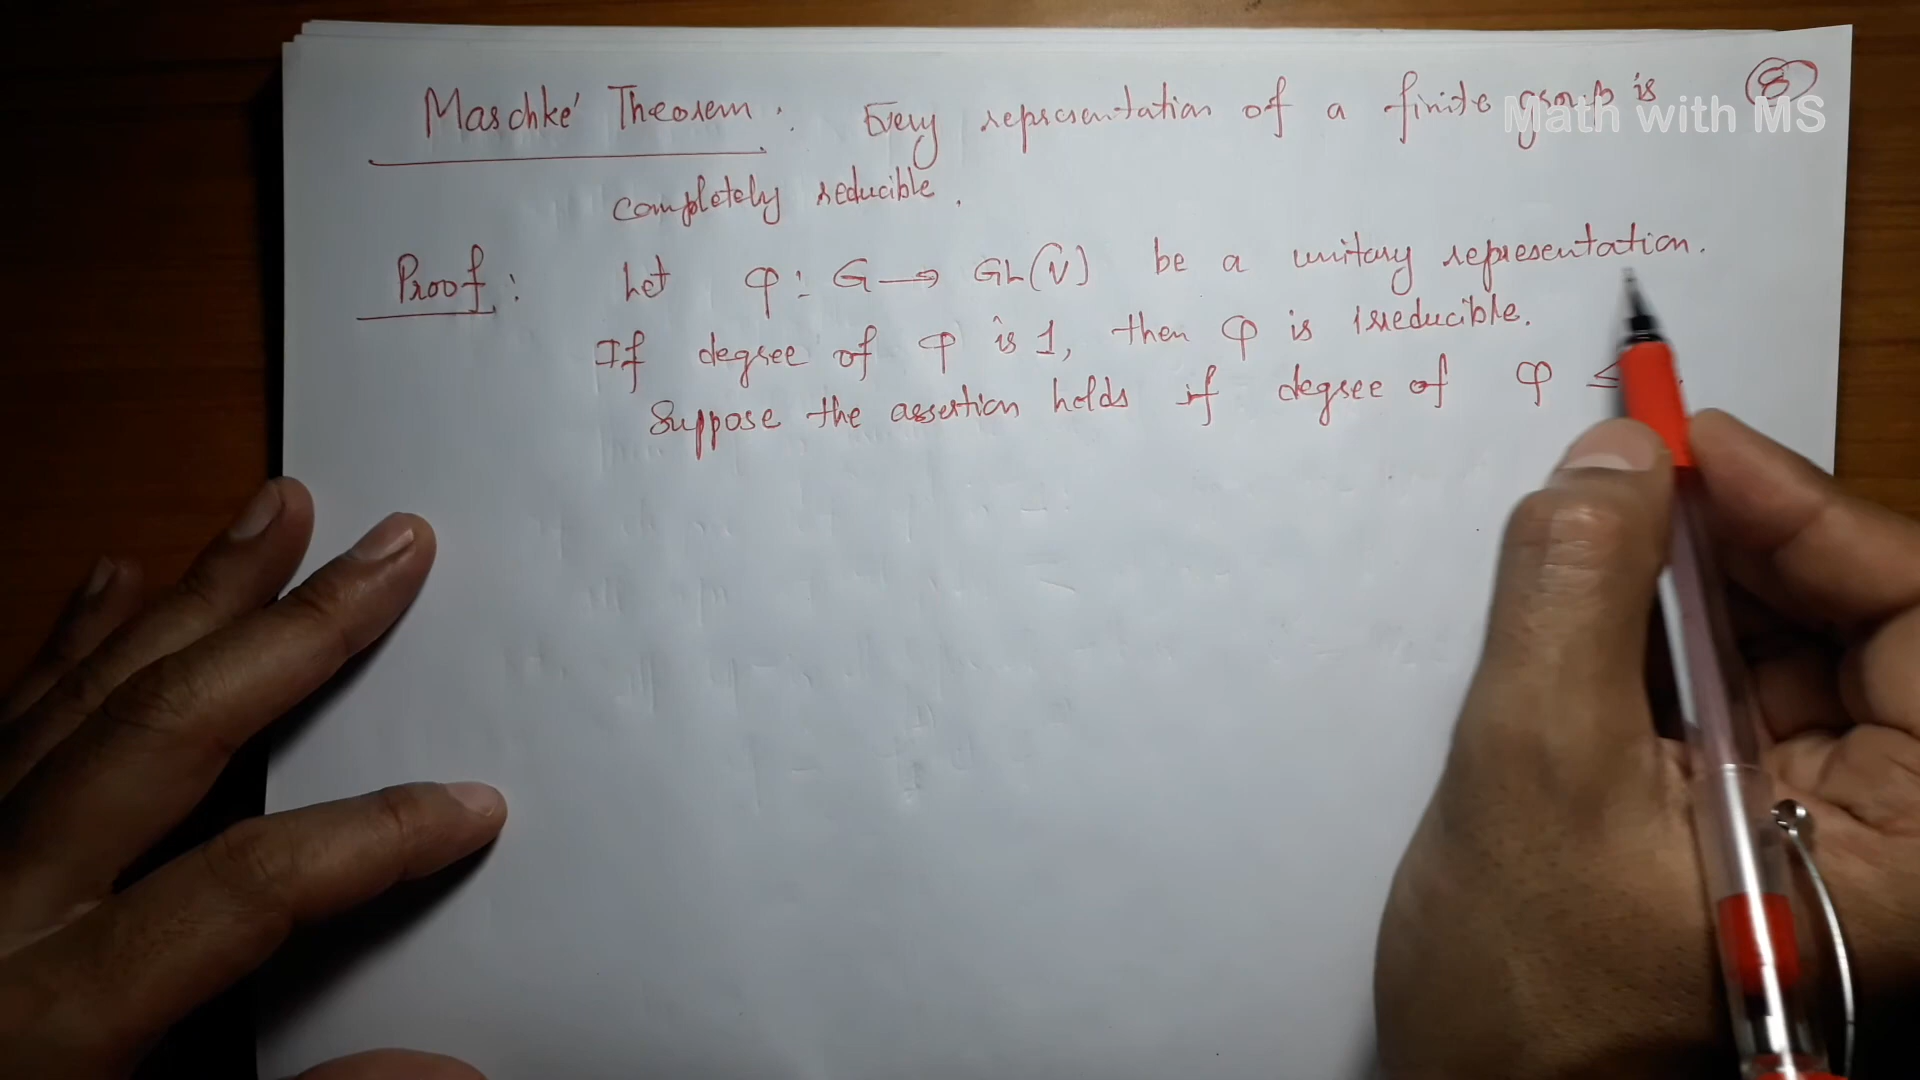 Maschke' Theorem : Every representation of a finite group is 8
Math with MS
completely reducible.
Proof : Let φ : G → GL(V) be a unitary representation.
If degree of φ is 1, then φ is irreducible.
Suppose the assertion holds if degree of φ ≤